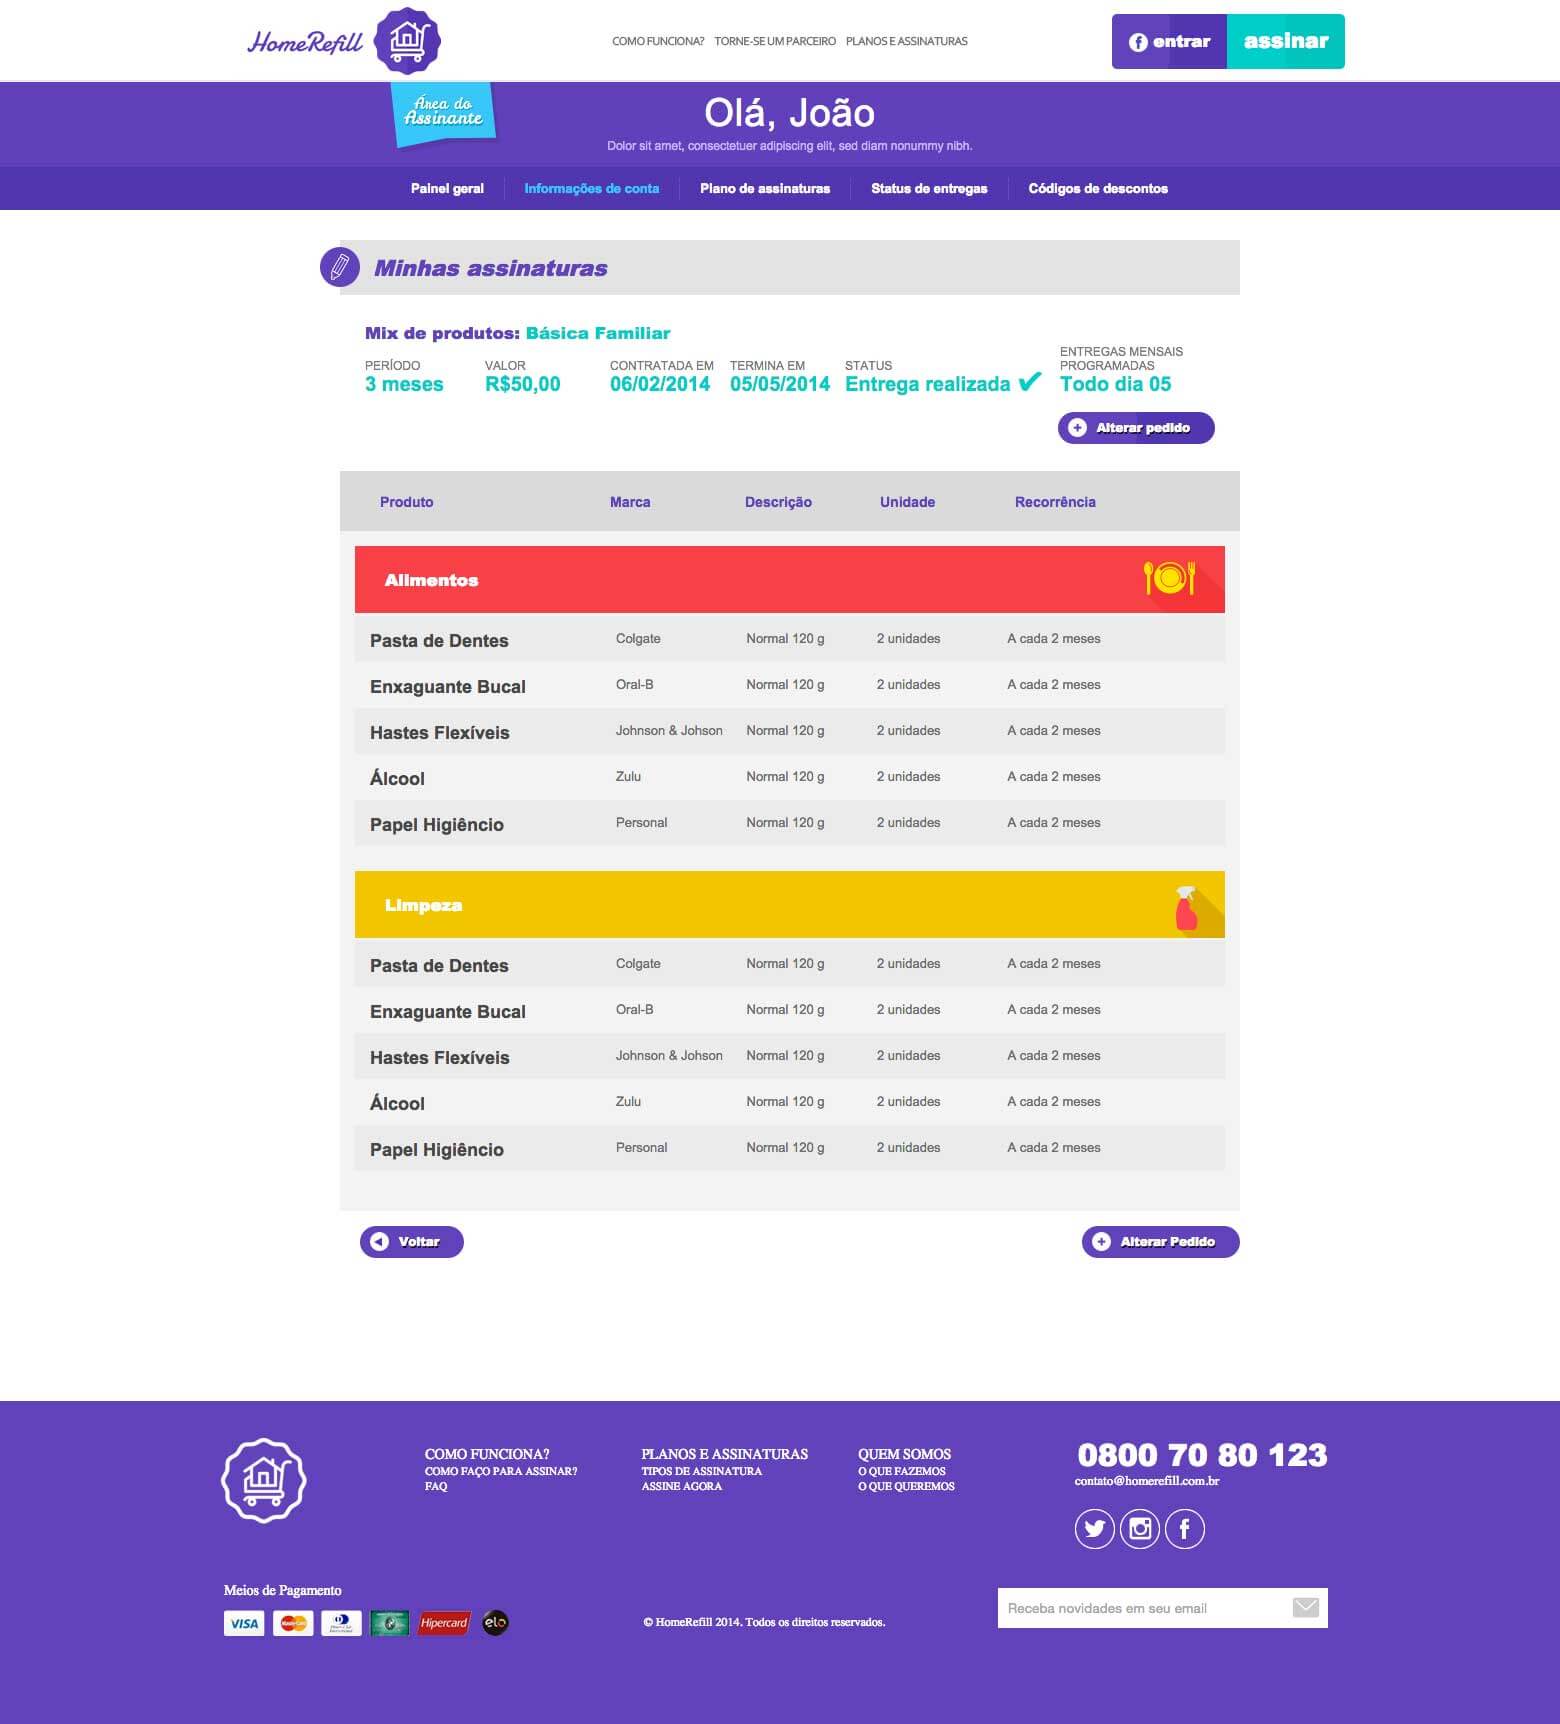 HomeRefill
COMO FUNCIONA? TORNE-SE UM PARCEIRO PLANOS E ASSINATURAS
entrar assinar
Área do
Assinante
Olá, João
Dolor sit amet, consectetuer adipiscing elit, sed diam nonummy nibh.
Painel geral Informações de conta Plano de assinaturas Status de entregas Códigos de descontos
Minhas assinaturas
Mix de produtos: Básica Familiar
PERÍODO VALOR CONTRATADA EM TERMINA EM STATUS ENTREGAS MENSAIS
PROGRAMADAS
3 meses R$50,00 06/02/2014 05/05/2014 Entrega realizada Todo dia 05
Alterar pedido
Produto Marca Descrição Unidade Recorrência
Alimentos
Pasta de Dentes Colgate Normal 120 g 2 unidades A cada 2 meses
Enxaguante Bucal Oral-B Normal 120 g 2 unidades A cada 2 meses
Hastes Flexíveis Johnson & Johson Normal 120 g 2 unidades A cada 2 meses
Álcool Zulu Normal 120 g 2 unidades A cada 2 meses
Papel Higiêncio Personal Normal 120 g 2 unidades A cada 2 meses
Limpeza
Pasta de Dentes Colgate Normal 120 g 2 unidades A cada 2 meses
Enxaguante Bucal Oral-B Normal 120 g 2 unidades A cada 2 meses
Hastes Flexíveis Johnson & Johson Normal 120 g 2 unidades A cada 2 meses
Álcool Zulu Normal 120 g 2 unidades A cada 2 meses
Papel Higiêncio Personal Normal 120 g 2 unidades A cada 2 meses
Voltar Alterar Pedido
COMO FUNCIONA?
COMO FAÇO PARA ASSINAR?
FAQ
PLANOS E ASSINATURAS
TIPOS DE ASSINATURA
ASSINE AGORA
QUEM SOMOS
O QUE FAZEMOS
O QUE QUEREMOS
0800 70 80 123
contato@homerefill.com.br
Meios de Pagamento
VISA MasterCard Hipercard elo
© HomeRefill 2014. Todos os direitos reservados.
Receba novidades em seu email